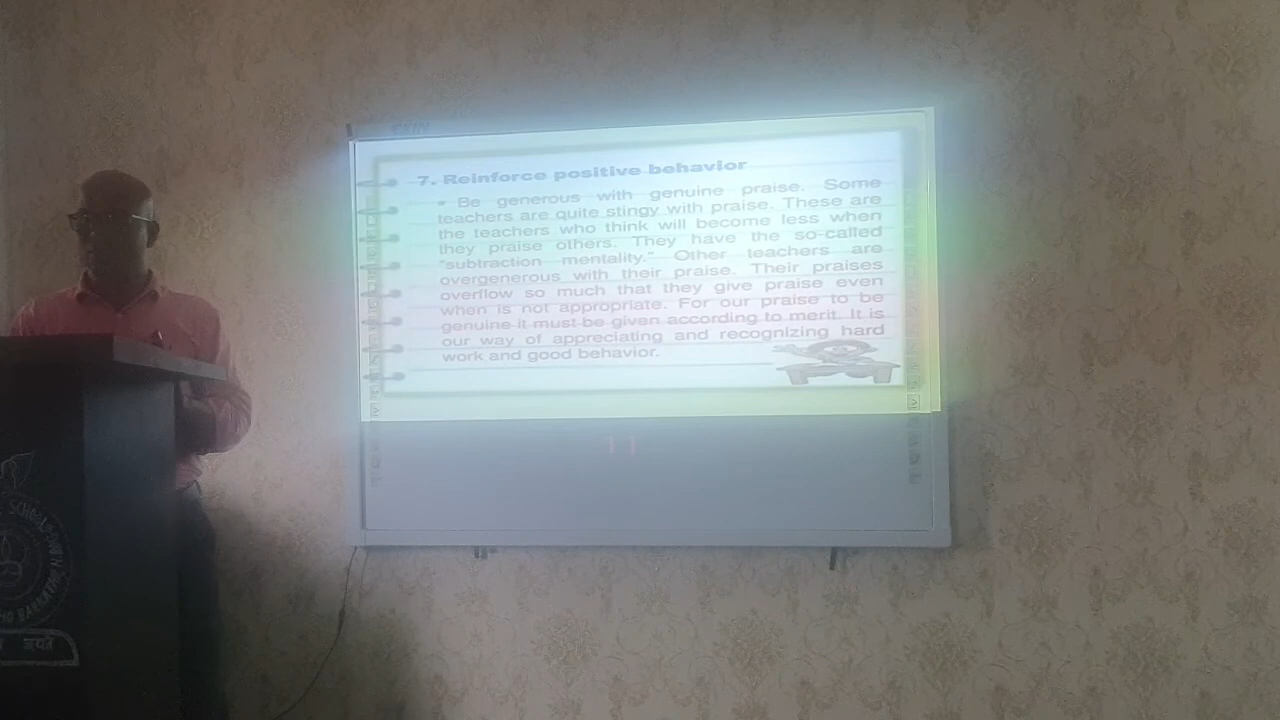 7. Reinforce positive behavior
" Be generous with genuine praise. Some
teachers are quite stingy with praise. These are
the teachers who think will become less when
they praise others. They have the so-called
"subtraction mentality." Other teachers are
overgenerous with their praise. Their praises
overflow so much that they give praise even
when is not appropriate. For our praise to be
genuine it must be given according to merit. It is
our way of appreciating and recognizing hard
work and good behavior.
11
SCHOOL